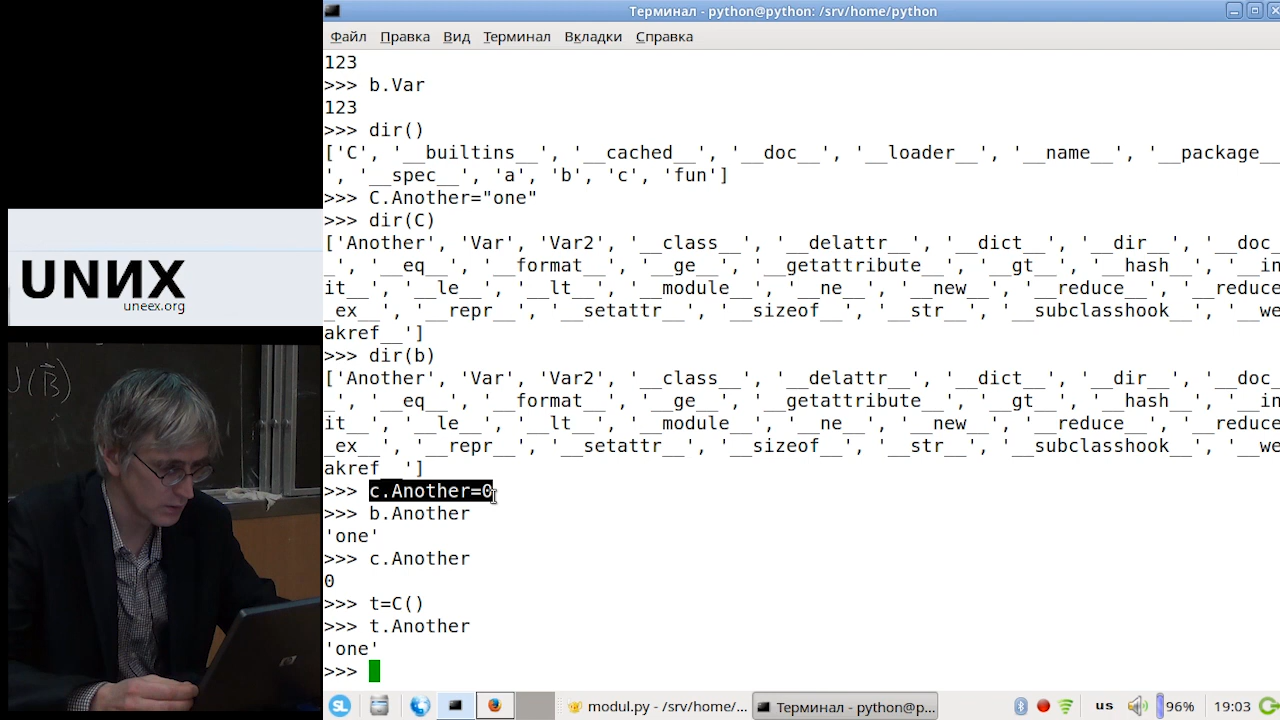 Терминал - python@python: /srv/home/python
Файл Правка Вид Терминал Вкладки Справка
123
>>> b.Var
123
>>> dir()
['C', '__builtins__', '__cached__', '__doc__', '__loader__', '__name__', '__package__
', '__spec__', 'a', 'b', 'c', 'fun']
>>> C.Another="one"
>>> dir(C)
['Another', 'Var', 'Var2', '__class__', '__delattr__', '__dict__', '__dir__', '__doc_
_', '__eq__', '__format__', '__ge__', '__getattribute__', '__gt__', '__hash__', '__in
it__', '__le__', '__lt__', '__module__', '__ne__', '__new__', '__reduce__', '__reduce
_ex__', '__repr__', '__setattr__', '__sizeof__', '__str__', '__subclasshook__', '__we
akref__']
>>> dir(b)
['Another', 'Var', 'Var2', '__class__', '__delattr__', '__dict__', '__dir__', '__doc_
_', '__eq__', '__format__', '__ge__', '__getattribute__', '__gt__', '__hash__', '__in
it__', '__le__', '__lt__', '__module__', '__ne__', '__new__', '__reduce__', '__reduce
_ex__', '__repr__', '__setattr__', '__sizeof__', '__str__', '__subclasshook__', '__we
akref__']
>>> c.Another=0
>>> b.Another
'one'
>>> c.Another
0
>>> t=C()
>>> t.Another
'one'
>>>
UNИX
uneex.org
SL modul.py - /srv/home/... Терминал - python@p... us 96% 19:03